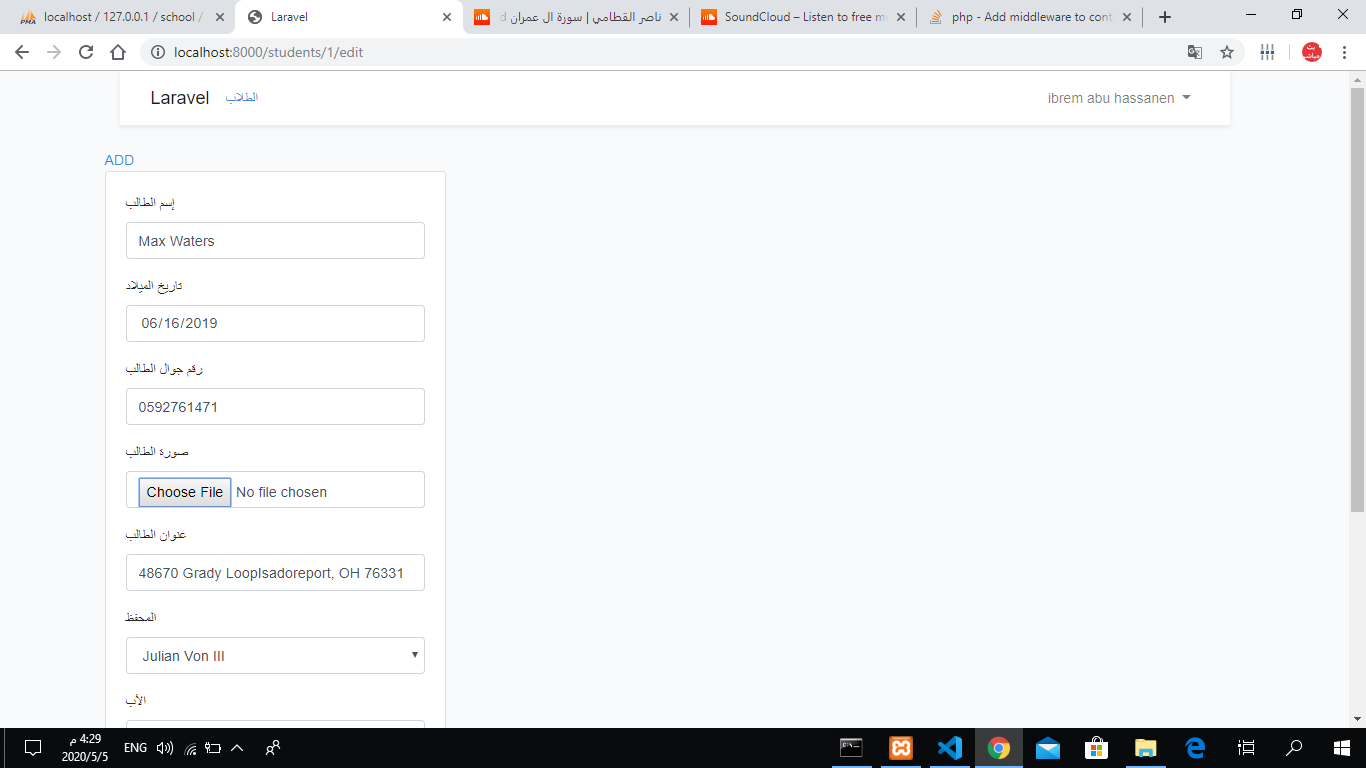 localhost / 127.0.0.1 / school /
Laravel
ناصر القطامي | سورة ال عمران
SoundCloud – Listen to free m
php - Add middleware to cont
localhost:8000/students/1/edit
بث مباشر
Laravel
الطلاب
ibrem abu hassanen
ADD
إسم الطالب
Max Waters
تاريخ الميلاد
06/16/2019
رقم جوال الطالب
0592761471
صورة الطالب
Choose File No file chosen
عنوان الطالب
48670 Grady LoopIsadoreport, OH 76331
المحفظ
Julian Von III
الأب
4:29 م
2020/5/5
ENG